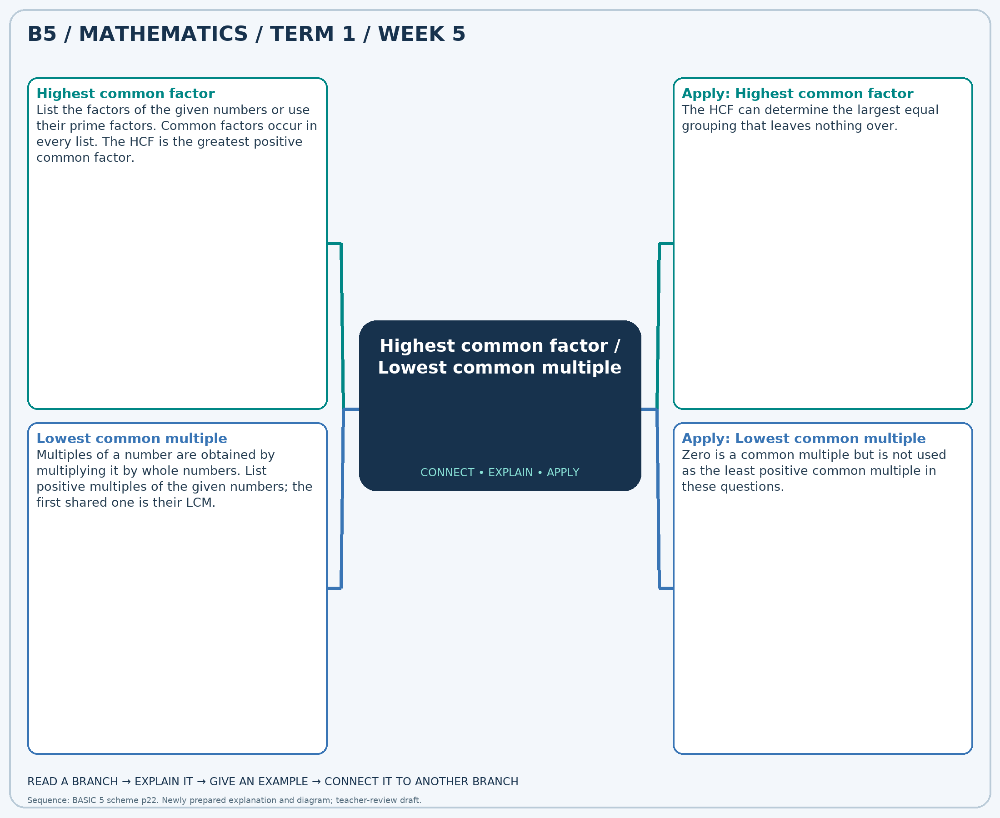 B5 / MATHEMATICS / TERM 1 / WEEK 5
Highest common factor
List the factors of the given numbers or use
their prime factors. Common factors occur in
every list. The HCF is the greatest positive
common factor.
Apply: Highest common factor
The HCF can determine the largest equal
grouping that leaves nothing over.
Highest common factor /
Lowest common multiple
CONNECT • EXPLAIN • APPLY
Lowest common multiple
Multiples of a number are obtained by
multiplying it by whole numbers. List
positive multiples of the given numbers; the
first shared one is their LCM.
Apply: Lowest common multiple
Zero is a common multiple but is not used
as the least positive common multiple in
these questions.
READ A BRANCH → EXPLAIN IT → GIVE AN EXAMPLE → CONNECT IT TO ANOTHER BRANCH
Sequence: BASIC 5 scheme p22. Newly prepared explanation and diagram; teacher-review draft.